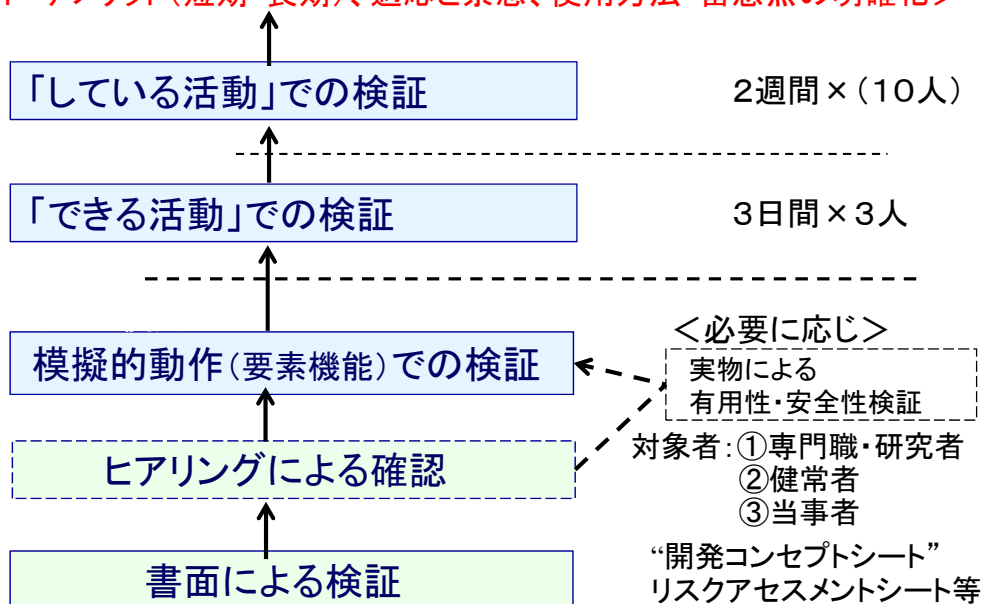 「している活動」での検証
2週間×(10人)
「できる活動」での検証
3日間×3人
<必要に応じ>
模擬的動作(要素機能)での検証
実物による
有用性・安全性検証
対象者:①専門職・研究者
ヒアリングによる確認
②健常者
③当事者
“開発コンセプトシート”
書面による検証
リスクアセスメントシート等